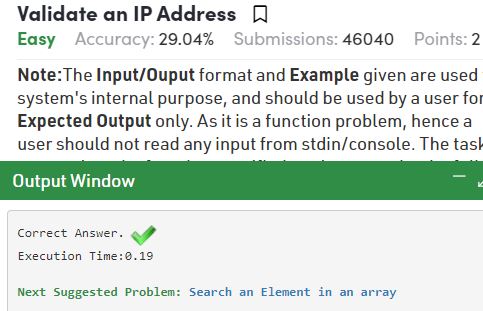 Validate an IP Address
Easy Accuracy: 29.04% Submissions: 46040 Points: 2
Note:The Input/Ouput format and Example given are used
system's internal purpose, and should be used by a user for
Expected Output only. As it is a function problem, hence a
user should not read any input from stdin/console. The task
Output Window
Correct Answer.
Execution Time:0.19
Next Suggested Problem: Search an Element in an array